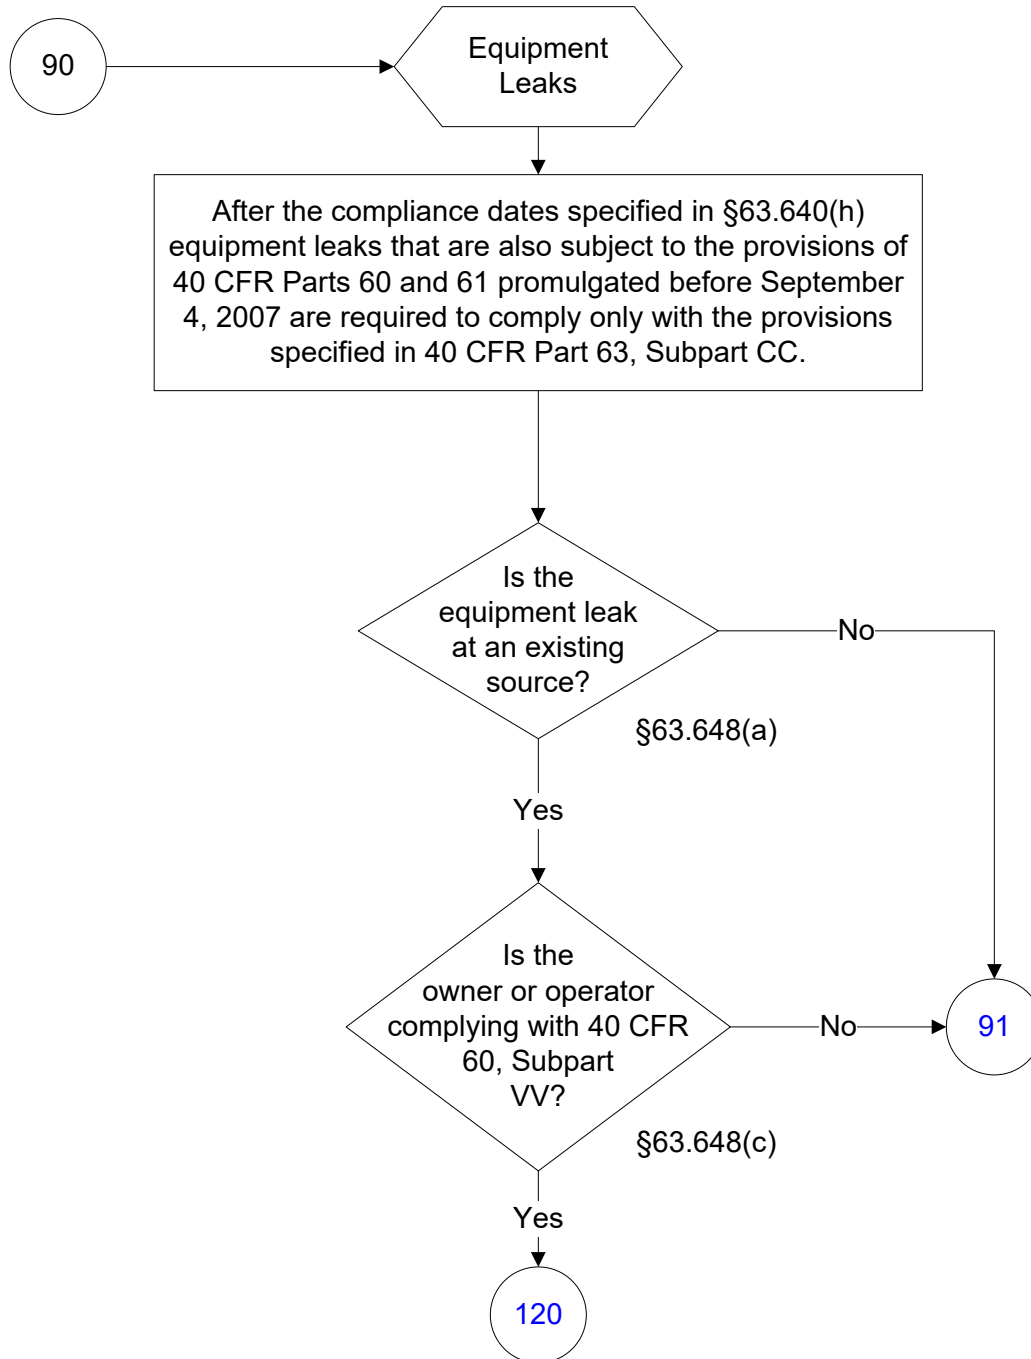 90
Equipment
Leaks
After the compliance dates specified in §63.640(h)
equipment leaks that are also subject to the provisions of
40 CFR Parts 60 and 61 promulgated before September
4, 2007 are required to comply only with the provisions
specified in 40 CFR Part 63, Subpart CC.
Is the
equipment leak
at an existing
source?
No
§63.648(a)
Yes
Is the
owner or operator
complying with 40 CFR
60, Subpart
VV?
No
91
§63.648(c)
Yes
120